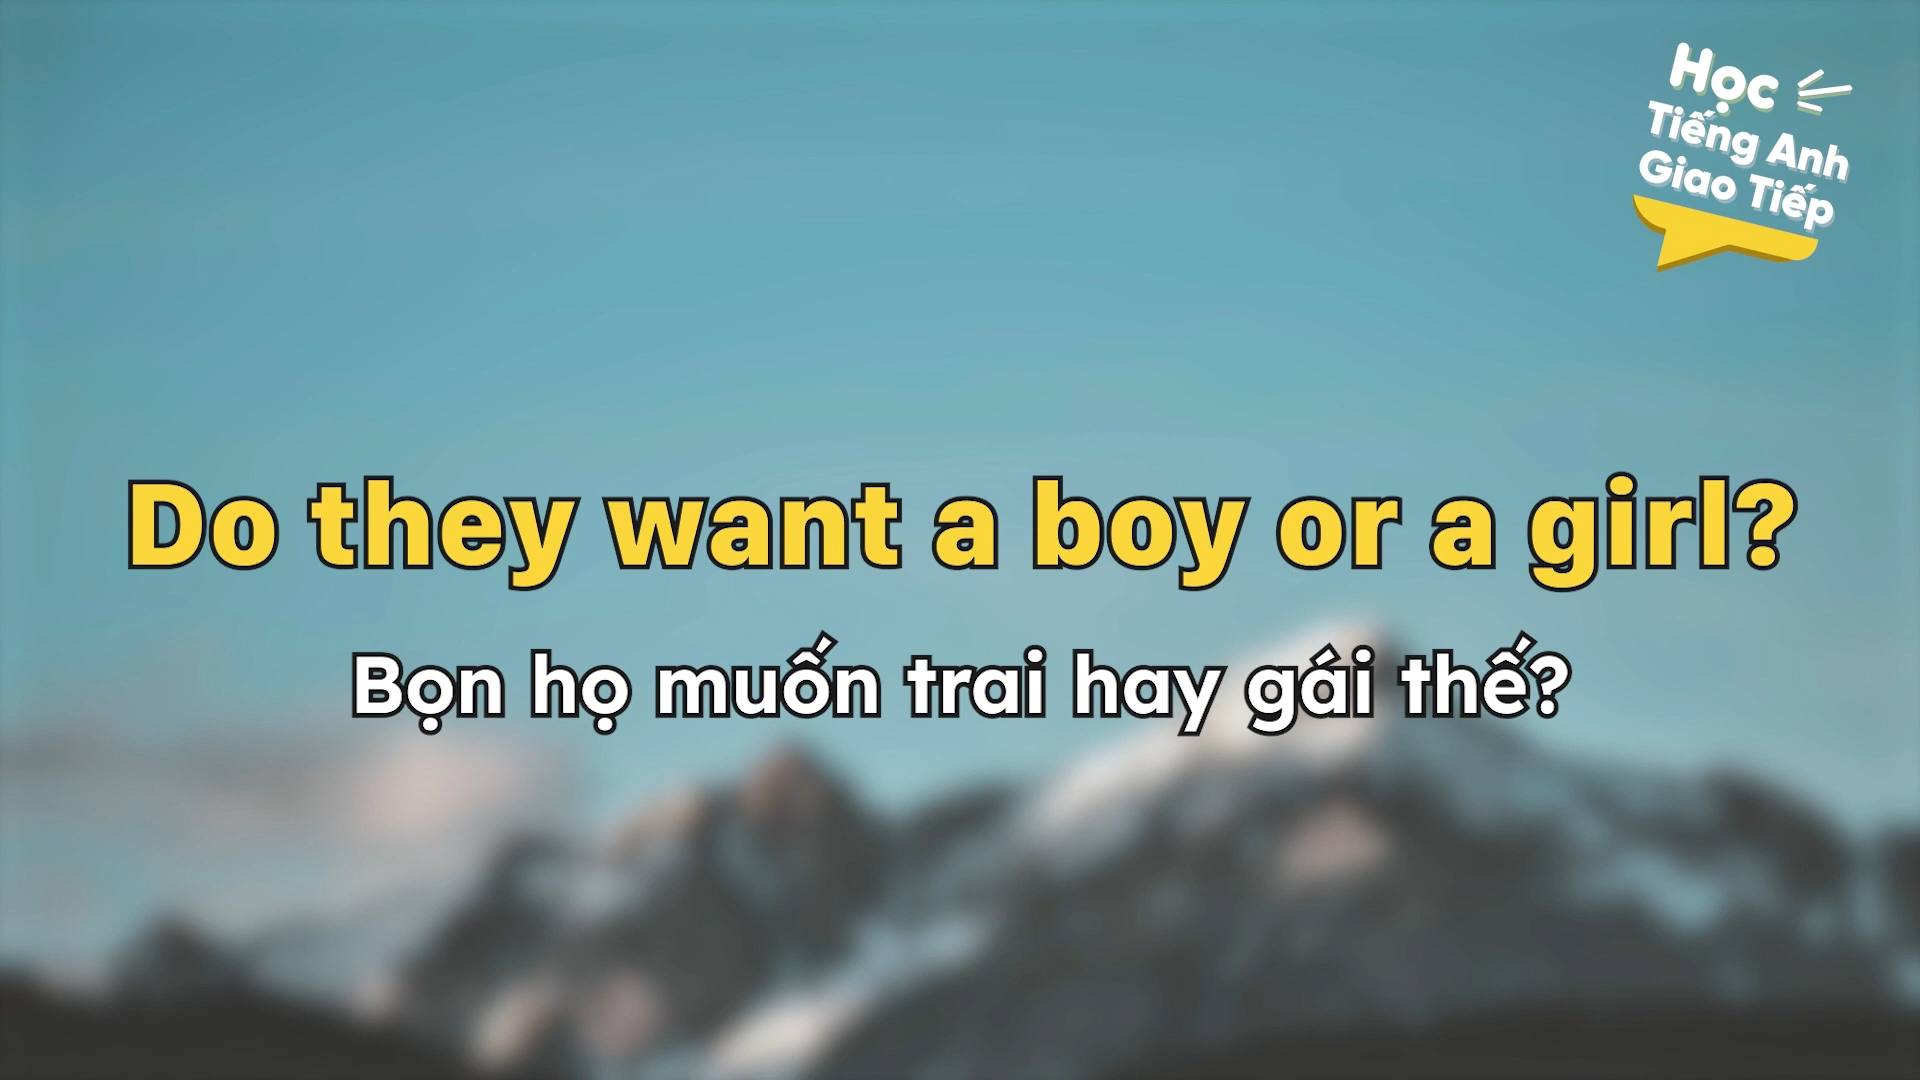 Học
Tiếng Anh
Giao Tiếp
Do they want a boy or a girl?
Bọn họ muốn trai hay gái thế?